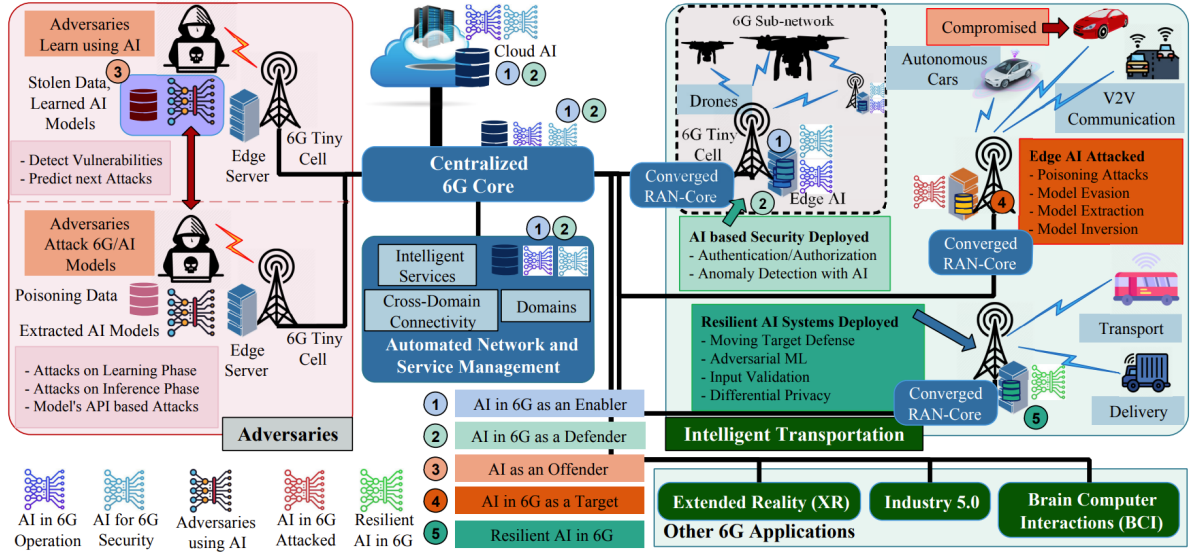 Adversaries
Learn using AI
3
Stolen Data,
Learned AI
Models
Edge
Server
6G Tiny
Cell
- Detect Vulnerabilities
- Predict next Attacks
Adversaries
Attack 6G/AI
Models
Poisoning Data
Extracted AI Models
Edge
Server
6G Tiny
Cell
- Attacks on Learning Phase
- Attacks on Inference Phase
- Model's API based Attacks
Adversaries
Cloud AI
1 2
1 2
Centralized
6G Core
1 2
Intelligent
Services
Cross-Domain
Connectivity
Domains
Automated Network and
Service Management
6G Sub-network
Drones
6G Tiny
Cell
1
Converged
RAN-Core
2
Edge AI
AI based Security Deployed
- Authentication/Authorization
- Anomaly Detection with AI
Compromised
Autonomous
Cars
V2V
Communication
Edge AI Attacked
- Poisoning Attacks
- Model Evasion
- Model Extraction
- Model Inversion
4
Converged
RAN-Core
Resilient AI Systems Deployed
- Moving Target Defense
- Adversarial ML
- Input Validation
- Differential Privacy
Transport
Converged
RAN-Core
5
Delivery
Intelligent Transportation
1 AI in 6G as an Enabler
2 AI in 6G as a Defender
3 AI as an Offender
4 AI in 6G as a Target
5 Resilient AI in 6G
AI in 6G
Operation
AI for 6G
Security
Adversaries
using AI
AI in 6G
Attacked
Resilient
AI in 6G
Extended Reality (XR)
Industry 5.0
Brain Computer
Interactions (BCI)
Other 6G Applications